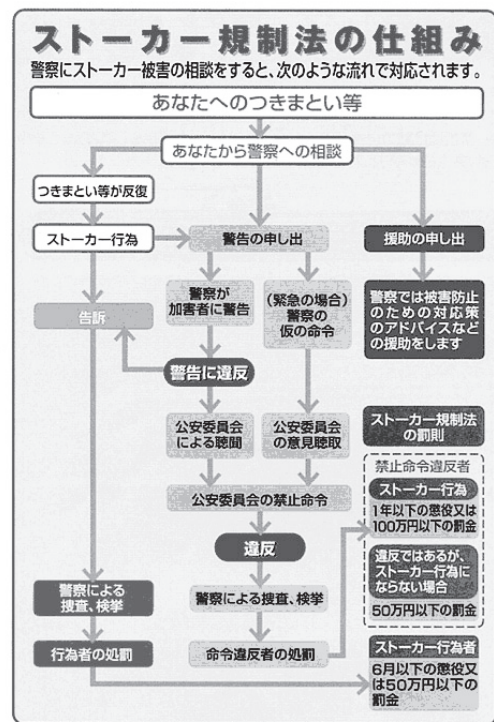 ストーカー規制法の仕組み
警察にストーカー被害の相談をすると、次のような流れで対応されます。
あなたへのつきまとい等
あなたから警察への相談
つきまとい等が反復
ストーカー行為
警告の申し出
援助の申し出
告訴
警察が
加害者に警告
(緊急の場合)
警察の
仮の命令
警察では被害防止
のための対応策
のアドバイスなど
の援助をします
警告に違反
公安委員会
による聴聞
公安委員会
の意見聴取
公安委員会の禁止命令
違反
警察による
捜査、検挙
警察による捜査、検挙
行為者の処罰
命令違反者の処罰
ストーカー規制法
の罰則
禁止命令違反者
ストーカー行為
1年以下の懲役又は
100万円以下の罰金
違反ではあるが、
ストーカー行為に
ならない場合
50万円以下の罰金
ストーカー行為者
6月以下の懲役又
は50万円以下の
罰金